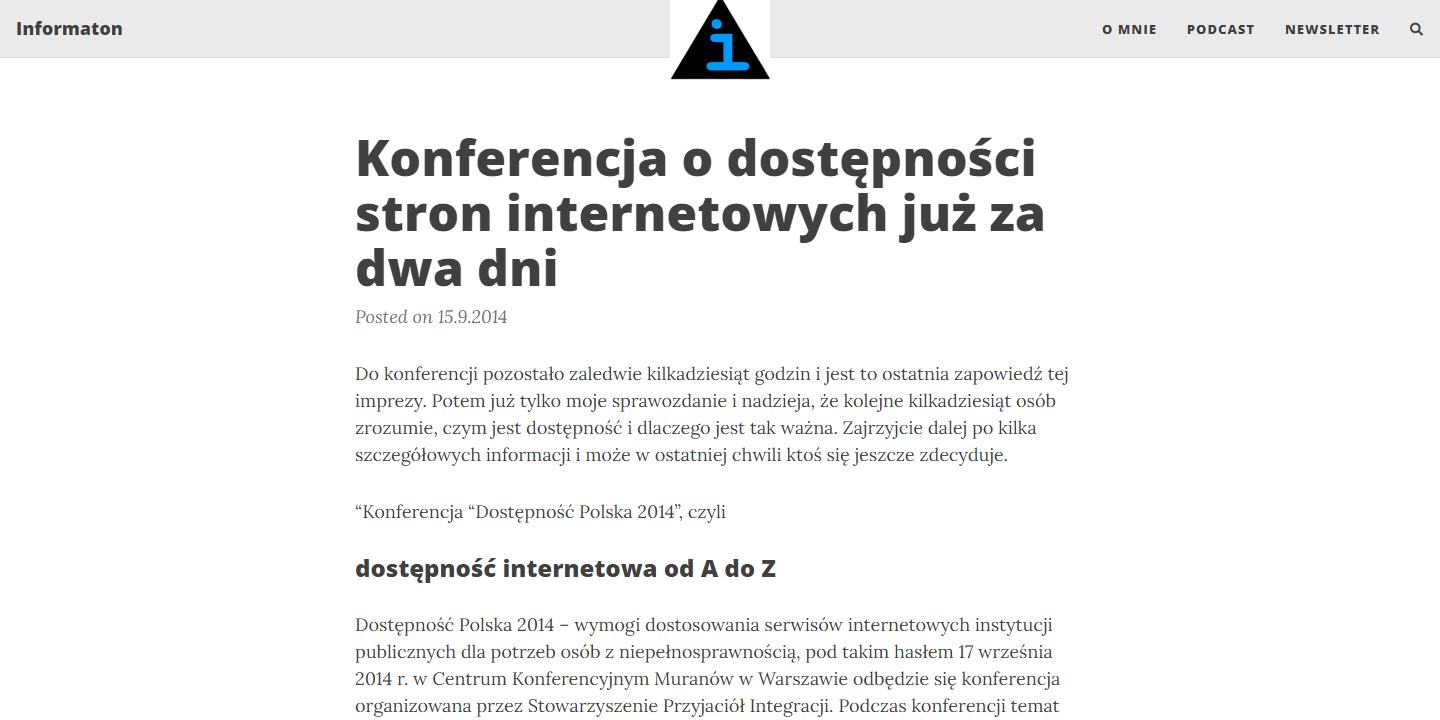 Informaton
i
O MNIE
PODCAST
NEWSLETTER
Konferencja o dostępności
stron internetowych już za
dwa dni
Posted on 15.9.2014
Do konferencji pozostało zaledwie kilkadziesiąt godzin i jest to ostatnia zapowiedź tej
imprezy. Potem już tylko moje sprawozdanie i nadzieja, że kolejne kilkadziesiąt osób
zrozumie, czym jest dostępność i dlaczego jest tak ważna. Zajrzyjcie dalej po kilka
szczegółowych informacji i może w ostatniej chwili ktoś się jeszcze zdecyduje.
“Konferencja “Dostępność Polska 2014”, czyli
dostępność internetowa od A do Z
Dostępność Polska 2014 – wymogi dostosowania serwisów internetowych instytucji
publicznych dla potrzeb osób z niepełnosprawnością, pod takim hasłem 17 września
2014 r. w Centrum Konferencyjnym Muranów w Warszawie odbędzie się konferencja
organizowana przez Stowarzyszenie Przyjaciół Integracji. Podczas konferencji temat